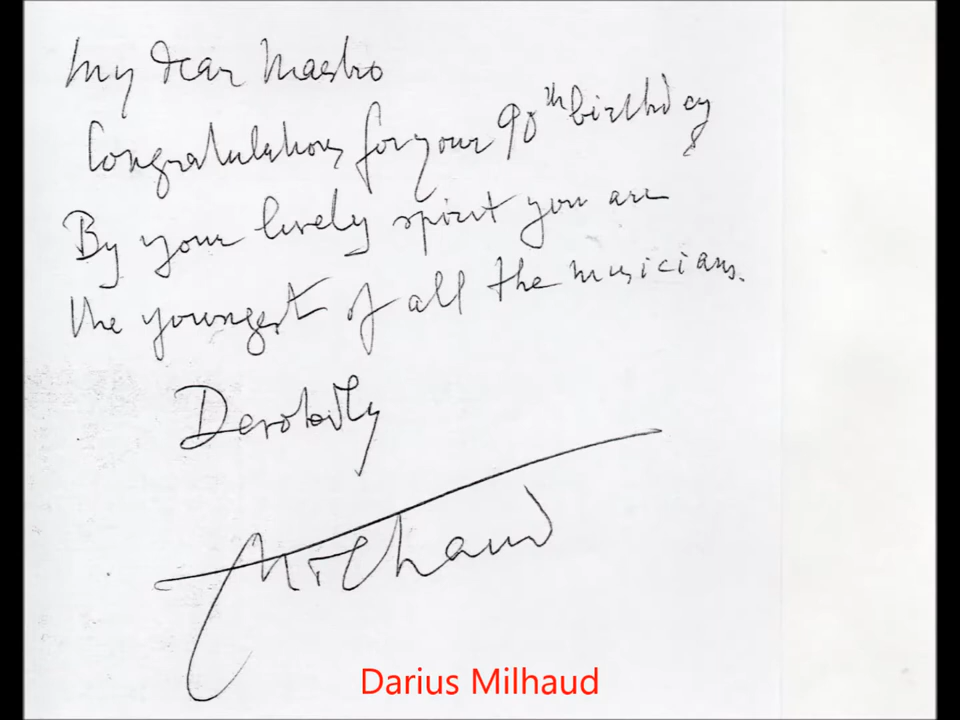 My dear Maestro
Congratulations for your 90th birthday
By your lively spirit you are
the youngest of all the musicians.
Devotedly
Milhaud
Darius Milhaud